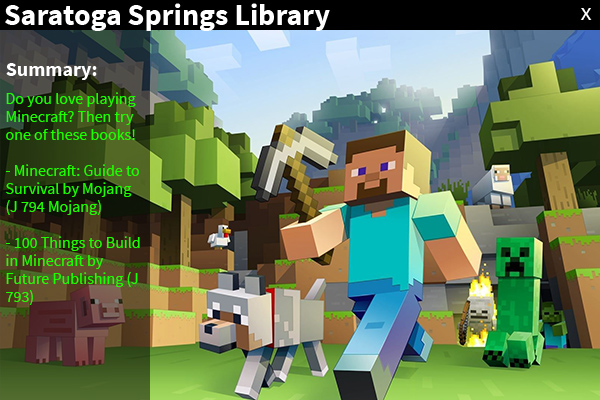 Saratoga Springs Library
X
Summary:
Do you love playing
Minecraft? Then try
one of these books!
- Minecraft: Guide to
Survival by Mojang
(J 794 Mojang)
- 100 Things to Build
in Minecraft by
Future Publishing (J
793)